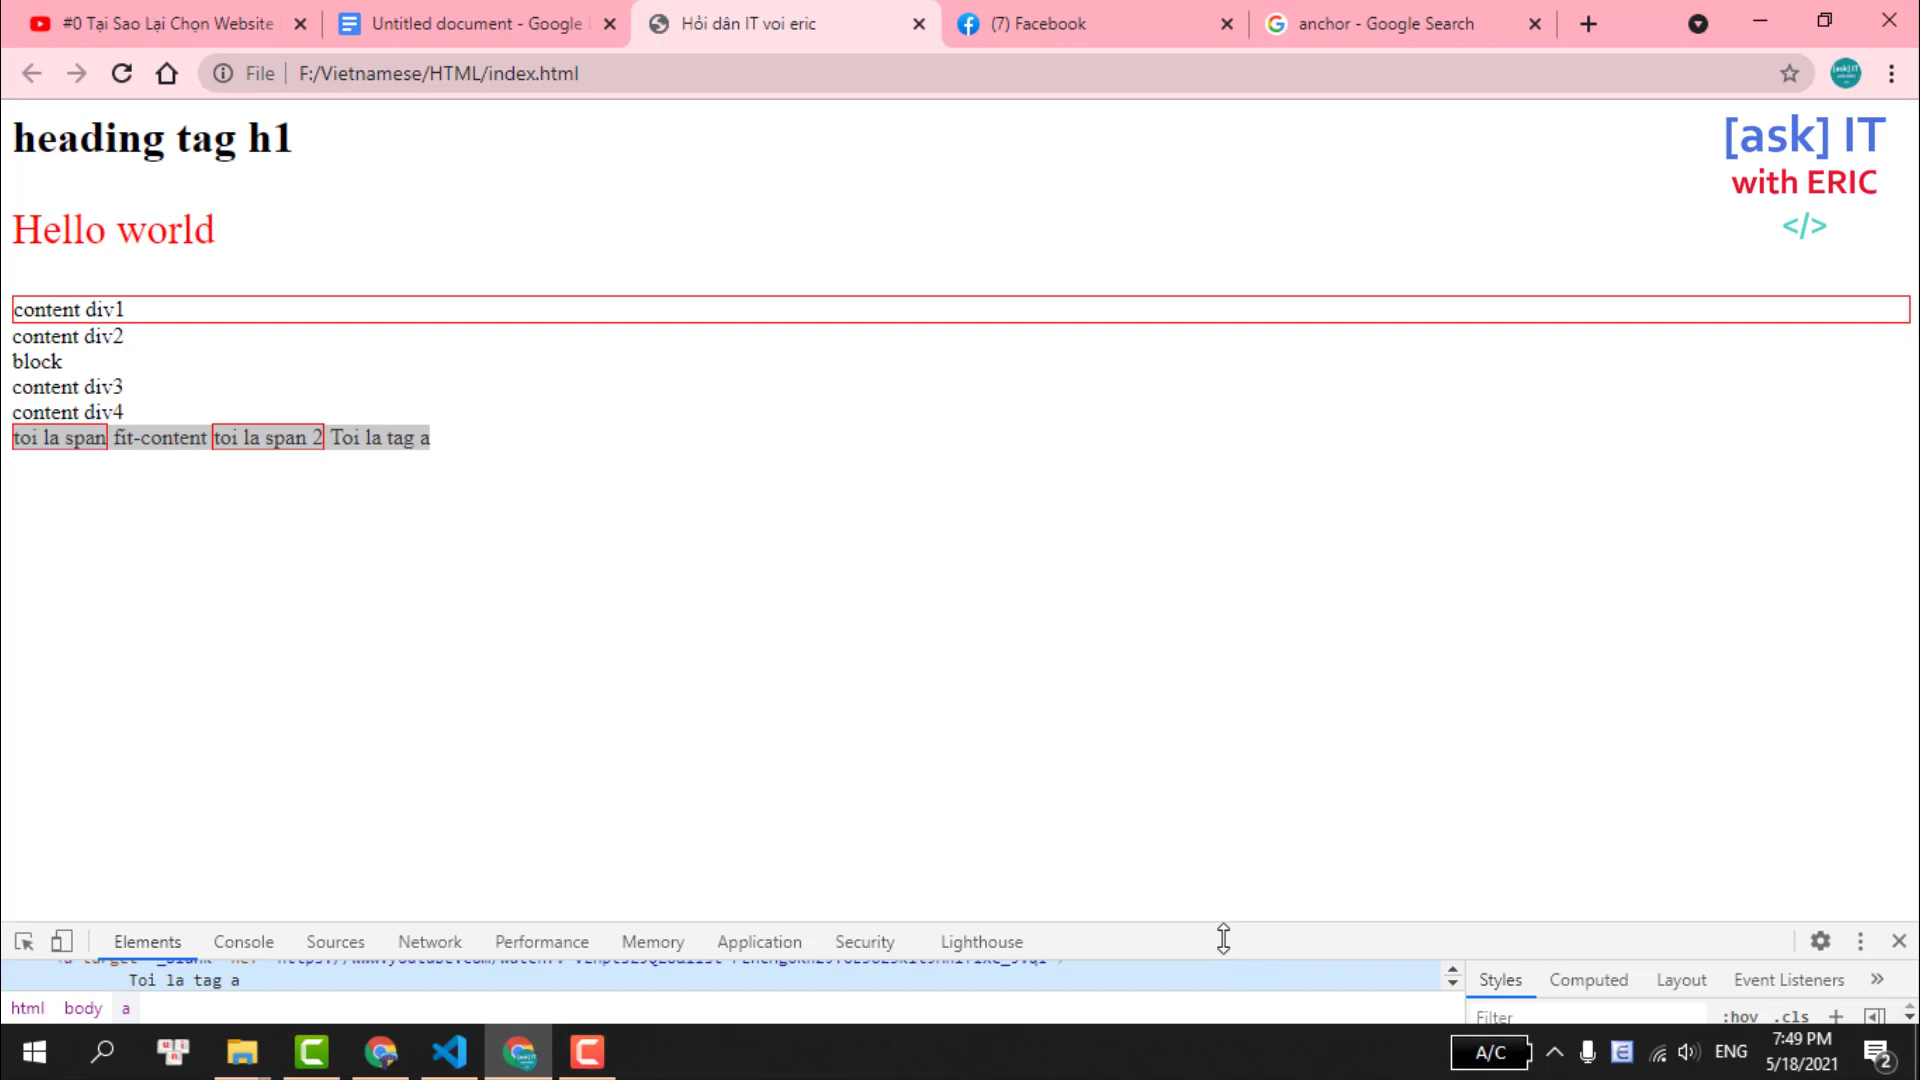 #0 Tại Sao Lại Chọn Website
Untitled document - Google
Hỏi dân IT voi eric
(7) Facebook
anchor - Google Search
File
F:/Vietnamese/HTML/index.html
heading tag h1
[ask] IT
with ERIC
</>
Hello world
content div1
content div2
block
content div3
content div4
toi la span fit-content toi la span 2 Toi la tag a
Elements Console Sources Network Performance Memory Application Security Lighthouse
Toi la tag a
Styles Computed Layout Event Listeners »
html body a
Filter :hov .cls +
A/C
ENG
7:49 PM
5/18/2021
2